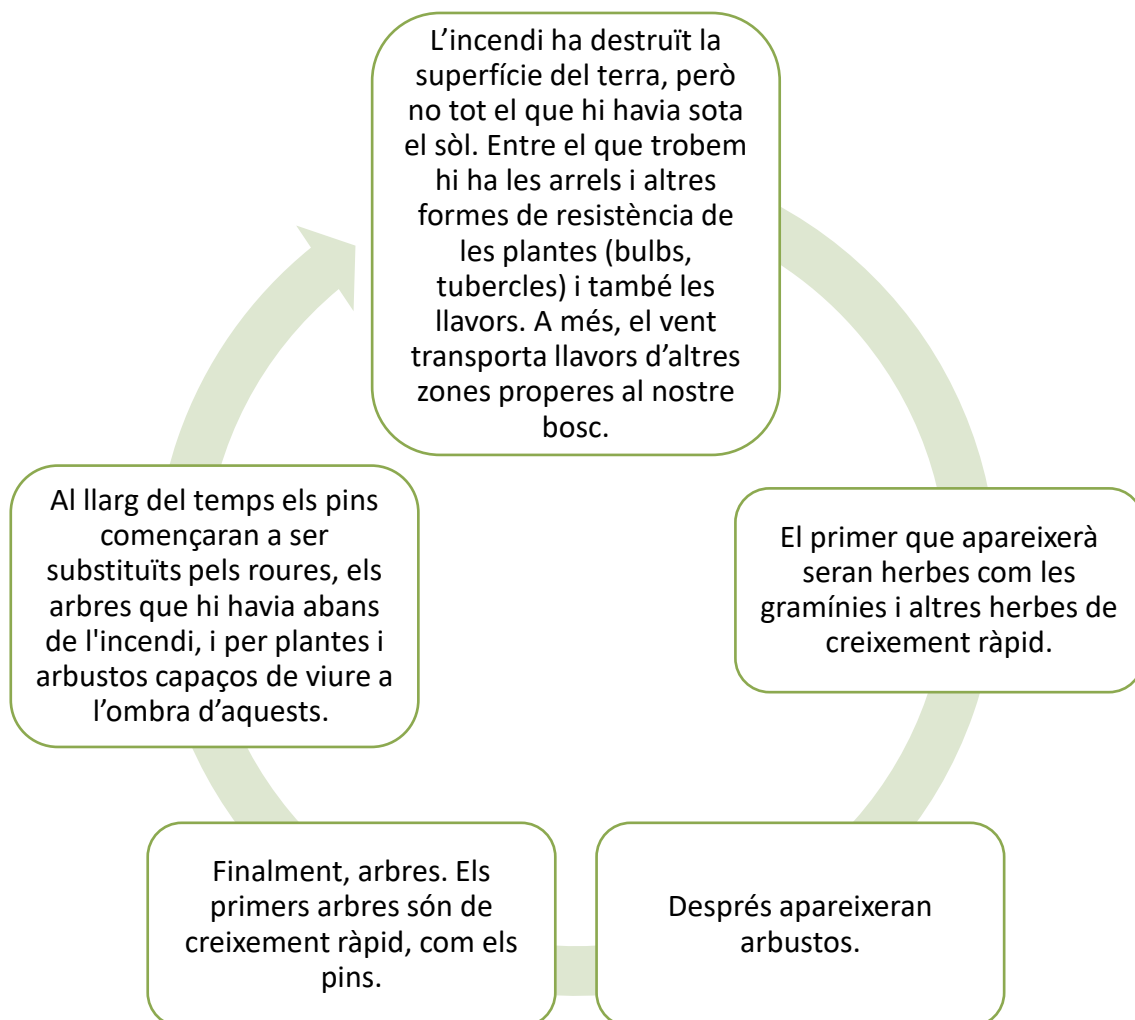 L’incendi ha destruït la
superfície del terra, però
no tot el que hi havia sota
el sòl. Entre el que trobem
hi ha les arrels i altres
formes de resistència de
les plantes (bulbs,
tubercles) i també les
llavors. A més, el vent
transporta llavors d’altres
zones properes al nostre
bosc.
El primer que apareixerà
seran herbes com les
gramínies i altres herbes de
creixement ràpid.
Després apareixeran
arbustos.
Finalment, arbres. Els
primers arbres són de
creixement ràpid, com els
pins.
Al llarg del temps els pins
començaran a ser
substituïts pels roures, els
arbres que hi havia abans
de l'incendi, i per plantes i
arbustos capaços de viure a
l’ombra d’aquests.